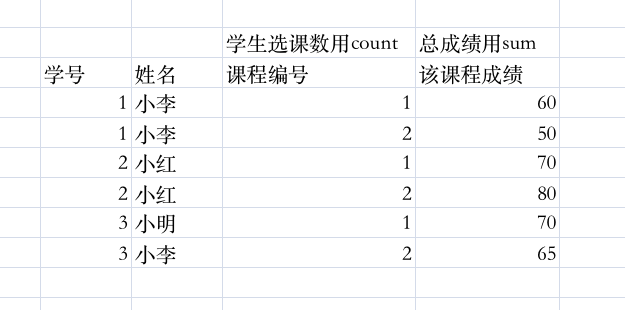 学生选课数用count 总成绩用sum
学号 姓名 课程编号 该课程成绩
1 小李 1 60
1 小李 2 50
2 小红 1 70
2 小红 2 80
3 小明 1 70
3 小李 2 65